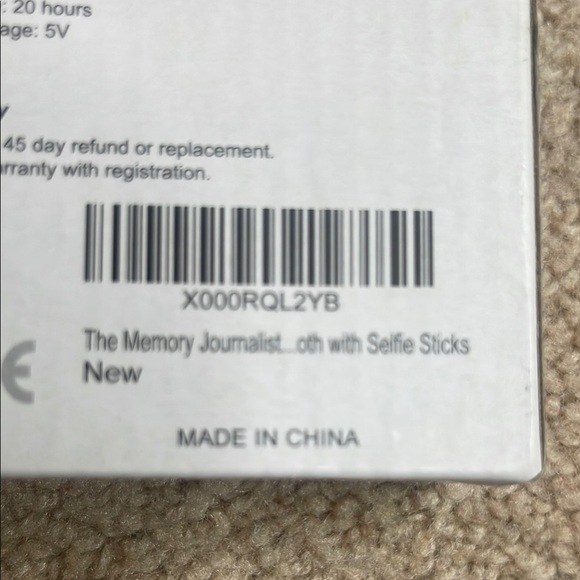 : 20 hours
age: 5V
y
45 day refund or replacement.
rranty with registration.
X000RQL2YB
The Memory Journalist...oth with Selfie Sticks
New
CE
MADE IN CHINA